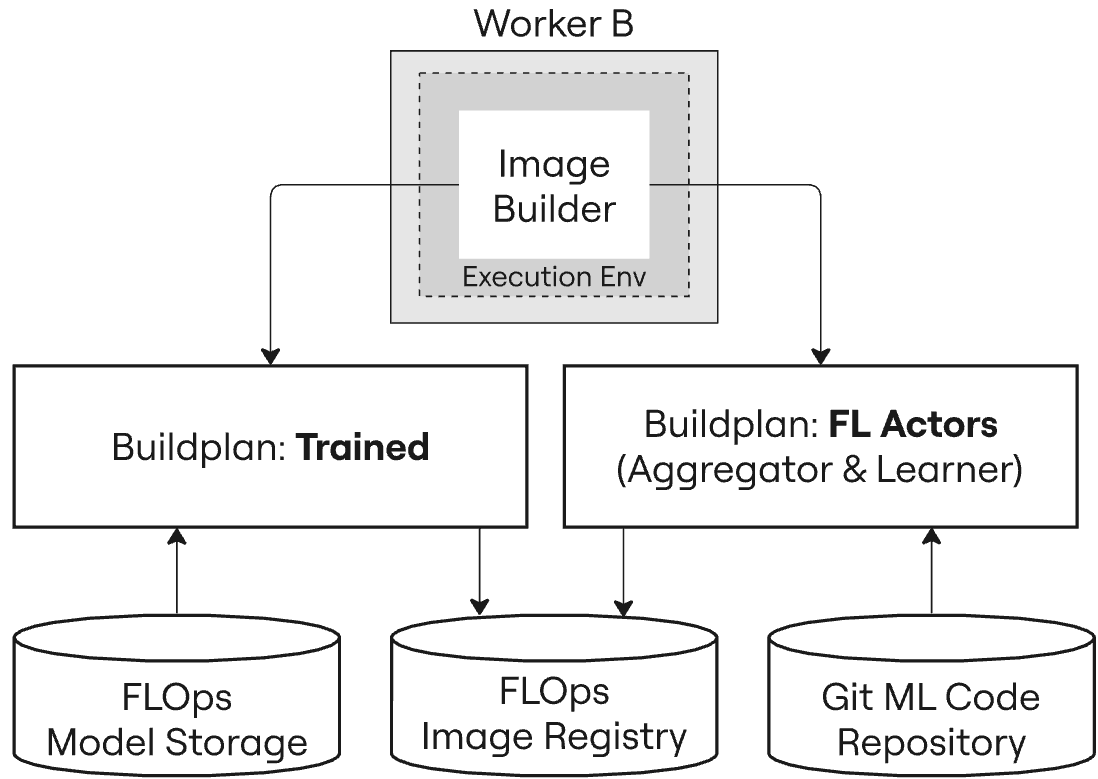 Worker B
Image
Builder
Execution Env
Buildplan: Trained
Buildplan: FL Actors
(Aggregator & Learner)
FLOps
Model Storage
FLOps
Image Registry
Git ML Code
Repository